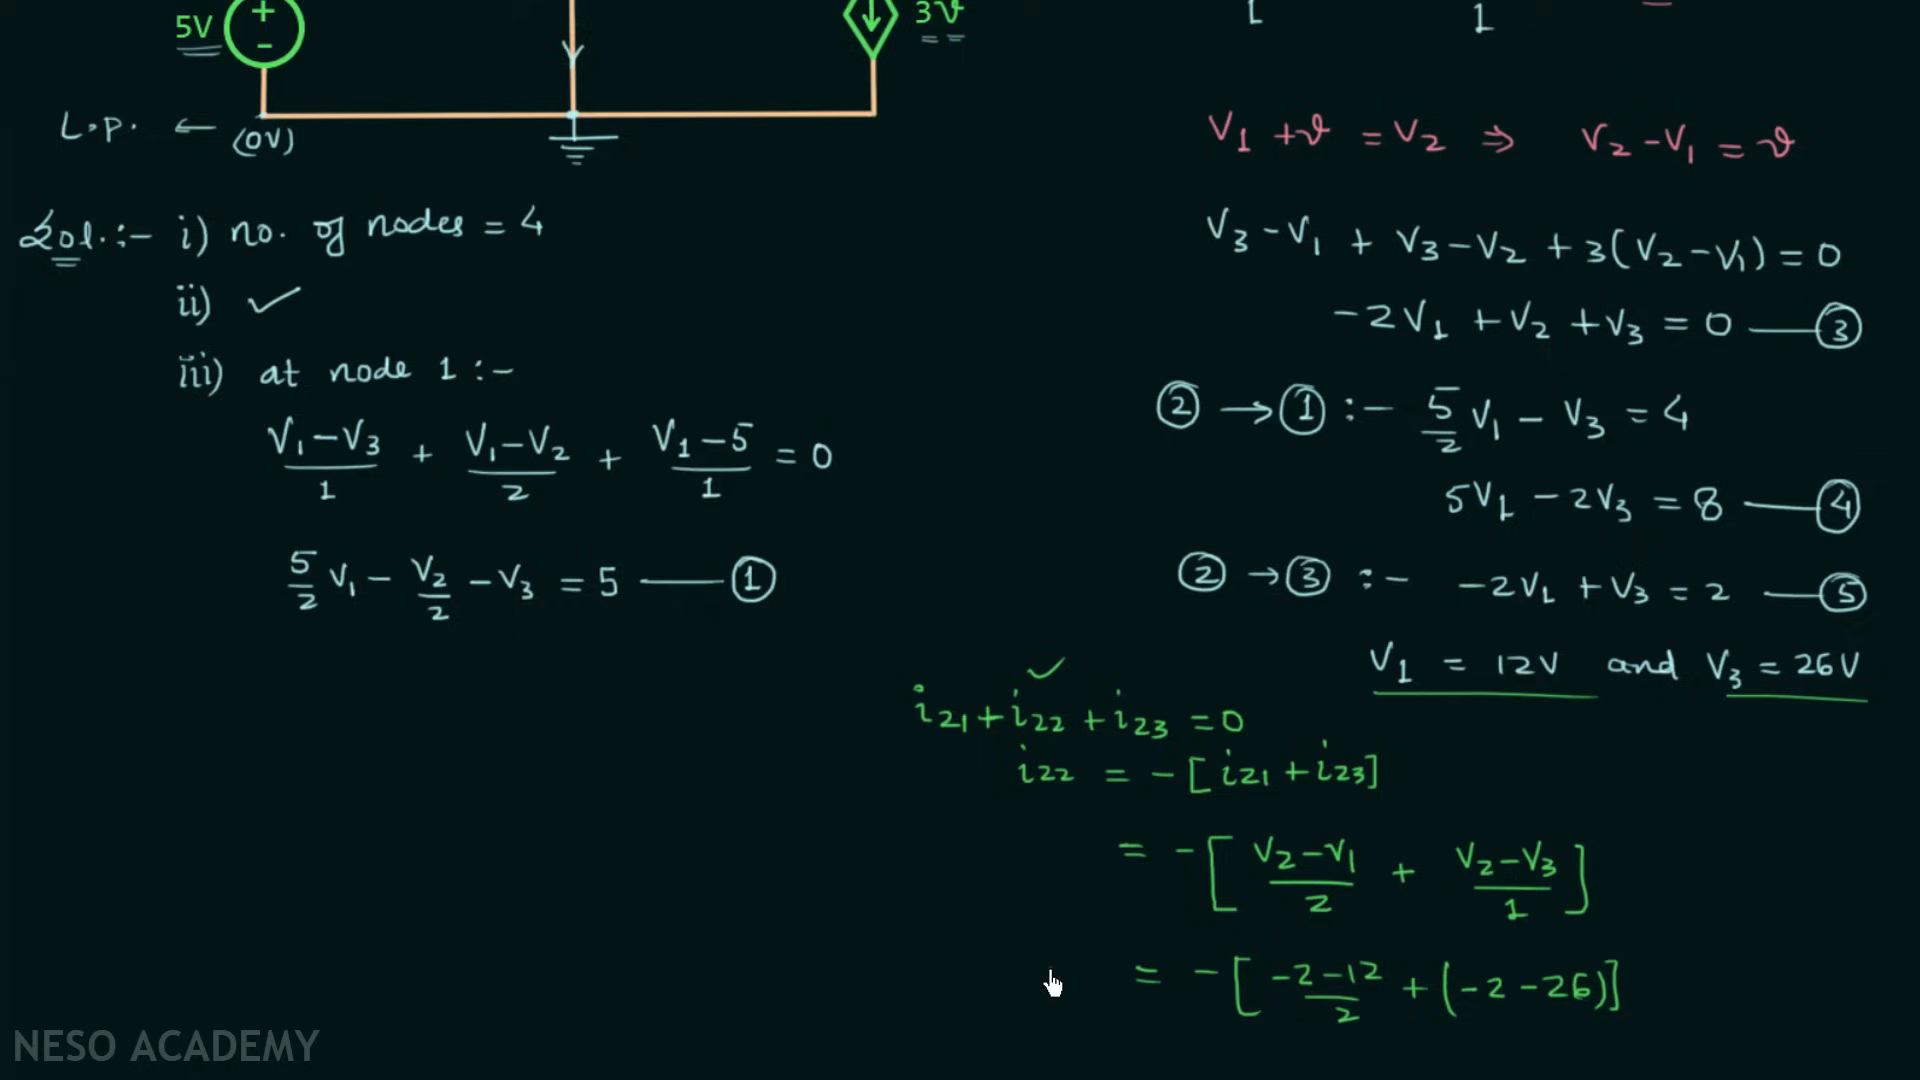 5V + -
3v
1 1
L.P. ← (0V)
Sol.:- i) no. of nodes = 4
ii) ✓
iii) at node 1 :-
(V₁-V₃)/1 + (V₁-V₂)/2 + (V₁-5)/1 = 0
5/2 V₁ - V₂/2 - V₃ = 5 —— ①
V₁ + v = V₂ ⇒ V₂ - V₁ = v
V₃ - V₁ + V₃ - V₂ + 3(V₂ - V₁) = 0
-2V₁ + V₂ + V₃ = 0 —— ③
② → ① :- 5/2 V₁ - V₃ = 4
5V₁ - 2V₃ = 8 —— ④
② → ③ :- -2V₁ + V₃ = 2 —— ⑤
V₁ = 12V and V₃ = 26V
✓
i₂₁ + i₂₂ + i₂₃ = 0
i₂₂ = -[i₂₁ + i₂₃]
= -[(V₂-V₁)/2 + (V₂-V₃)/1]
= -[(-2-12)/2 + (-2-26)]
NESO ACADEMY